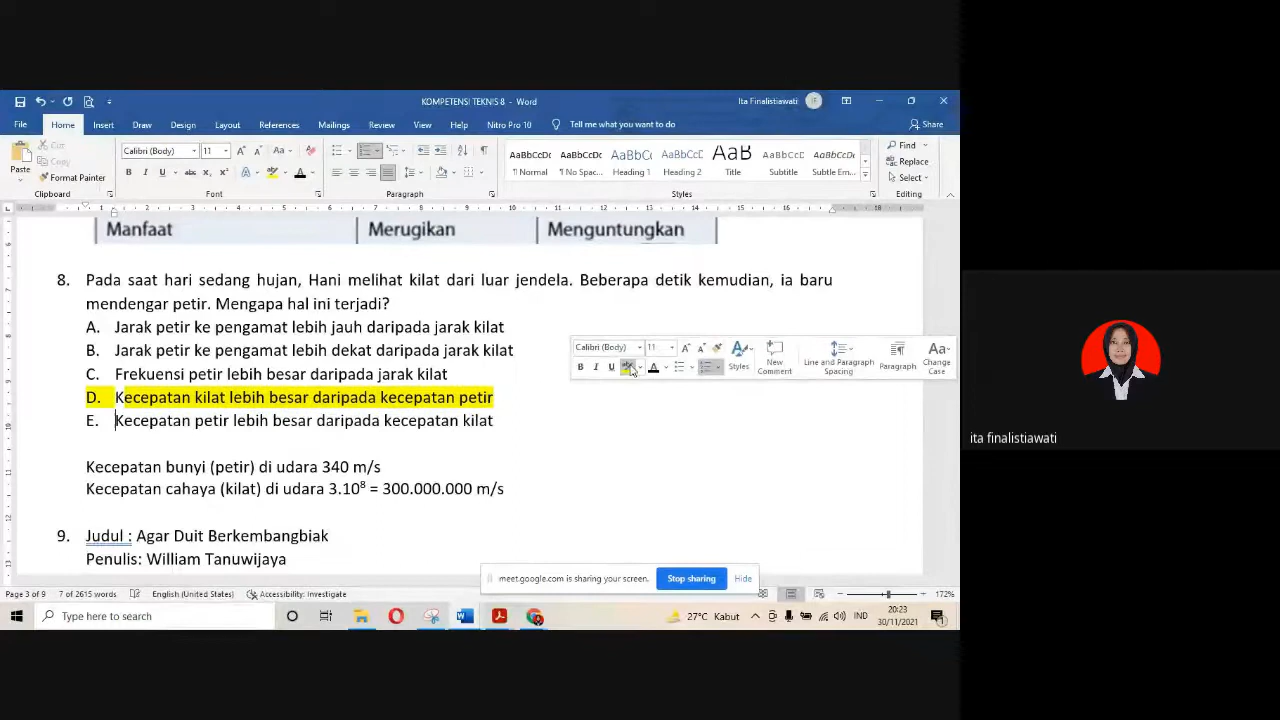 KOMPETENSI TEKNIS 8 - Word
Ita Finalistiawati
IF
File Home Insert Draw Design Layout References Mailings Review View Help Nitro Pro 10 Tell me what you want to do Share
Paste
Cut
Copy
Format Painter
Clipboard
Calibri (Body) 11
Font
Paragraph
AaBbCcDc AaBbCcDc AaBbCc AaBbCcD AaB AaBbCcD AaBbCcDc
¶ Normal ¶ No Spac... Heading 1 Heading 2 Title Subtitle Subtle Em...
Styles
Find
Replace
Select
Editing
Manfaat Merugikan Menguntungkan
8. Pada saat hari sedang hujan, Hani melihat kilat dari luar jendela. Beberapa detik kemudian, ia baru
mendengar petir. Mengapa hal ini terjadi?
A. Jarak petir ke pengamat lebih jauh daripada jarak kilat
B. Jarak petir ke pengamat lebih dekat daripada jarak kilat
C. Frekuensi petir lebih besar daripada jarak kilat
D. Kecepatan kilat lebih besar daripada kecepatan petir
E. Kecepatan petir lebih besar daripada kecepatan kilat
Calibri (Body) 11
B I U
Styles
New
Comment
Line and Paragraph
Spacing
Paragraph
Change
Case
Kecepatan bunyi (petir) di udara 340 m/s
Kecepatan cahaya (kilat) di udara 3.10⁸ = 300.000.000 m/s
9. Judul : Agar Duit Berkembangbiak
Penulis: William Tanuwijaya
meet.google.com is sharing your screen. Stop sharing Hide
Page 3 of 9 7 of 2615 words English (United States) Accessibility: Investigate 172%
Type here to search
27°C Kabut
IND
20:23
30/11/2021
ita finalistiawati